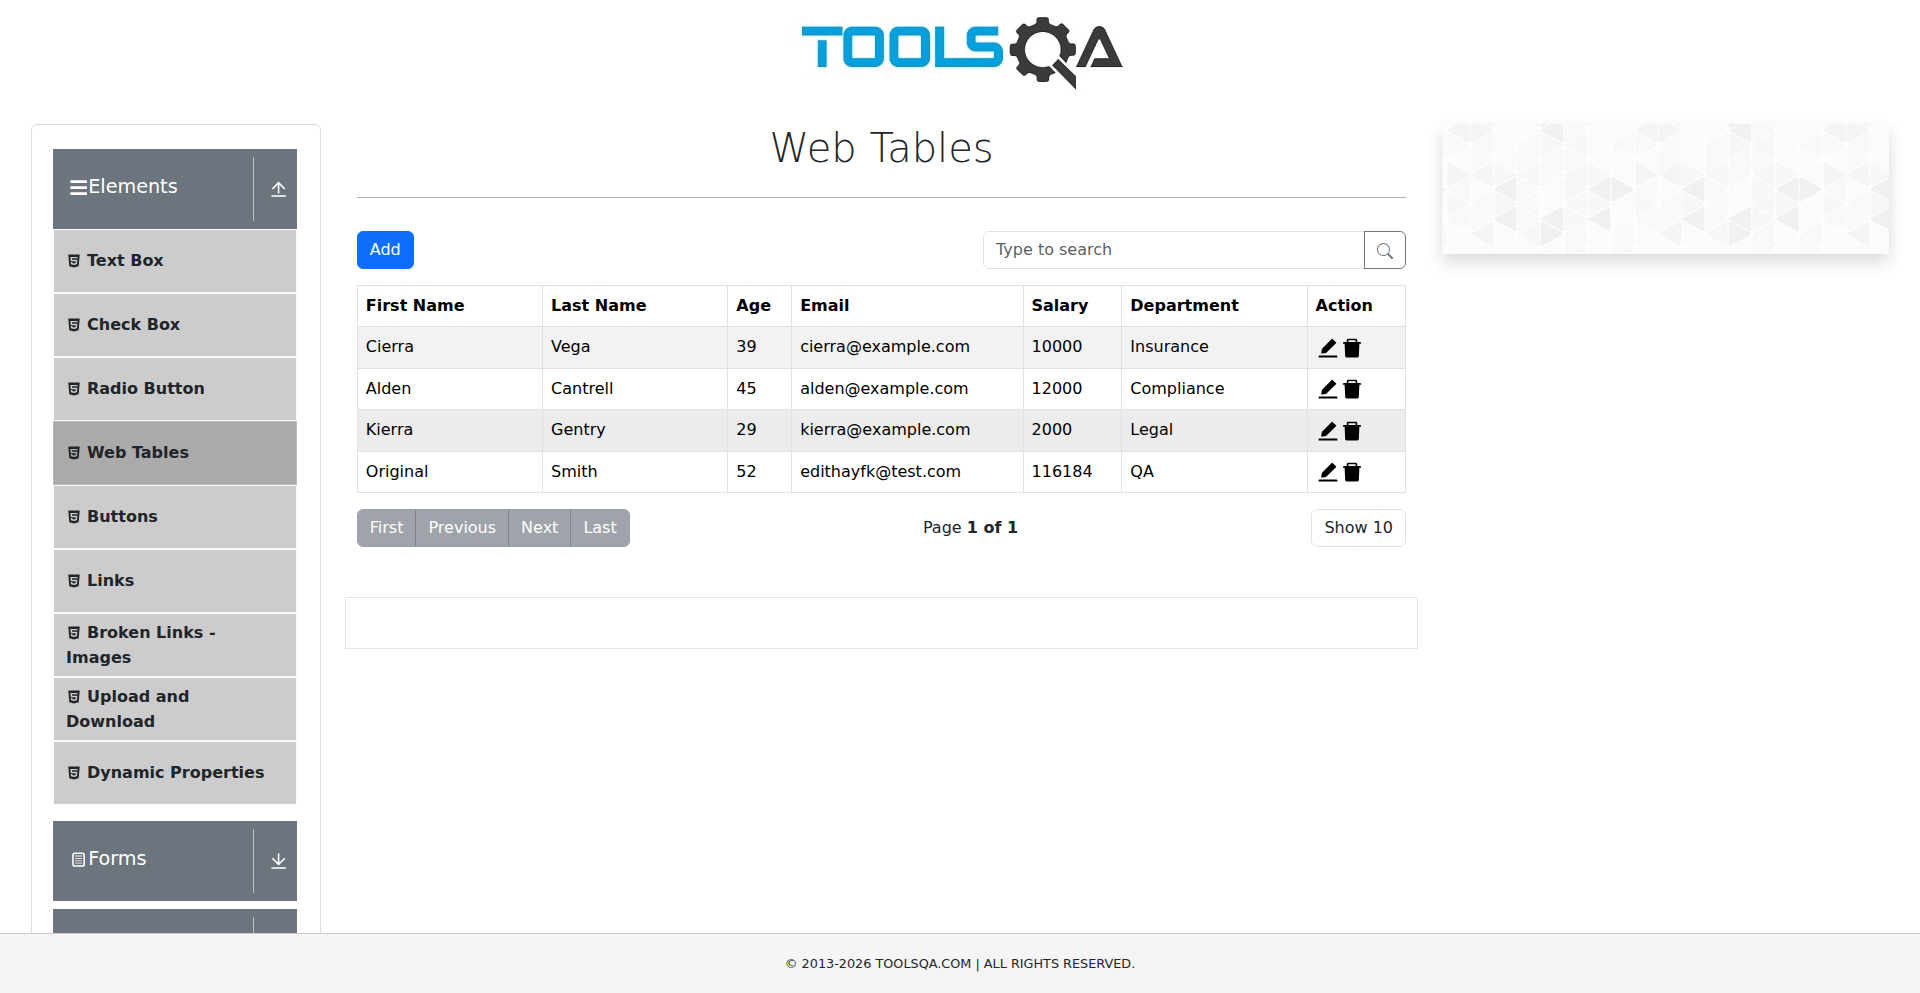 TOOLSQA
Web Tables
Elements
Text Box
Check Box
Radio Button
Web Tables
Buttons
Links
Broken Links -
Images
Upload and
Download
Dynamic Properties
Forms
Add
Type to search
First Name Last Name Age Email Salary Department Action
Cierra Vega 39 cierra@example.com 10000 Insurance
Alden Cantrell 45 alden@example.com 12000 Compliance
Kierra Gentry 29 kierra@example.com 2000 Legal
Original Smith 52 edithayfk@test.com 116184 QA
First Previous Next Last
Page 1 of 1
Show 10
© 2013-2026 TOOLSQA.COM | ALL RIGHTS RESERVED.